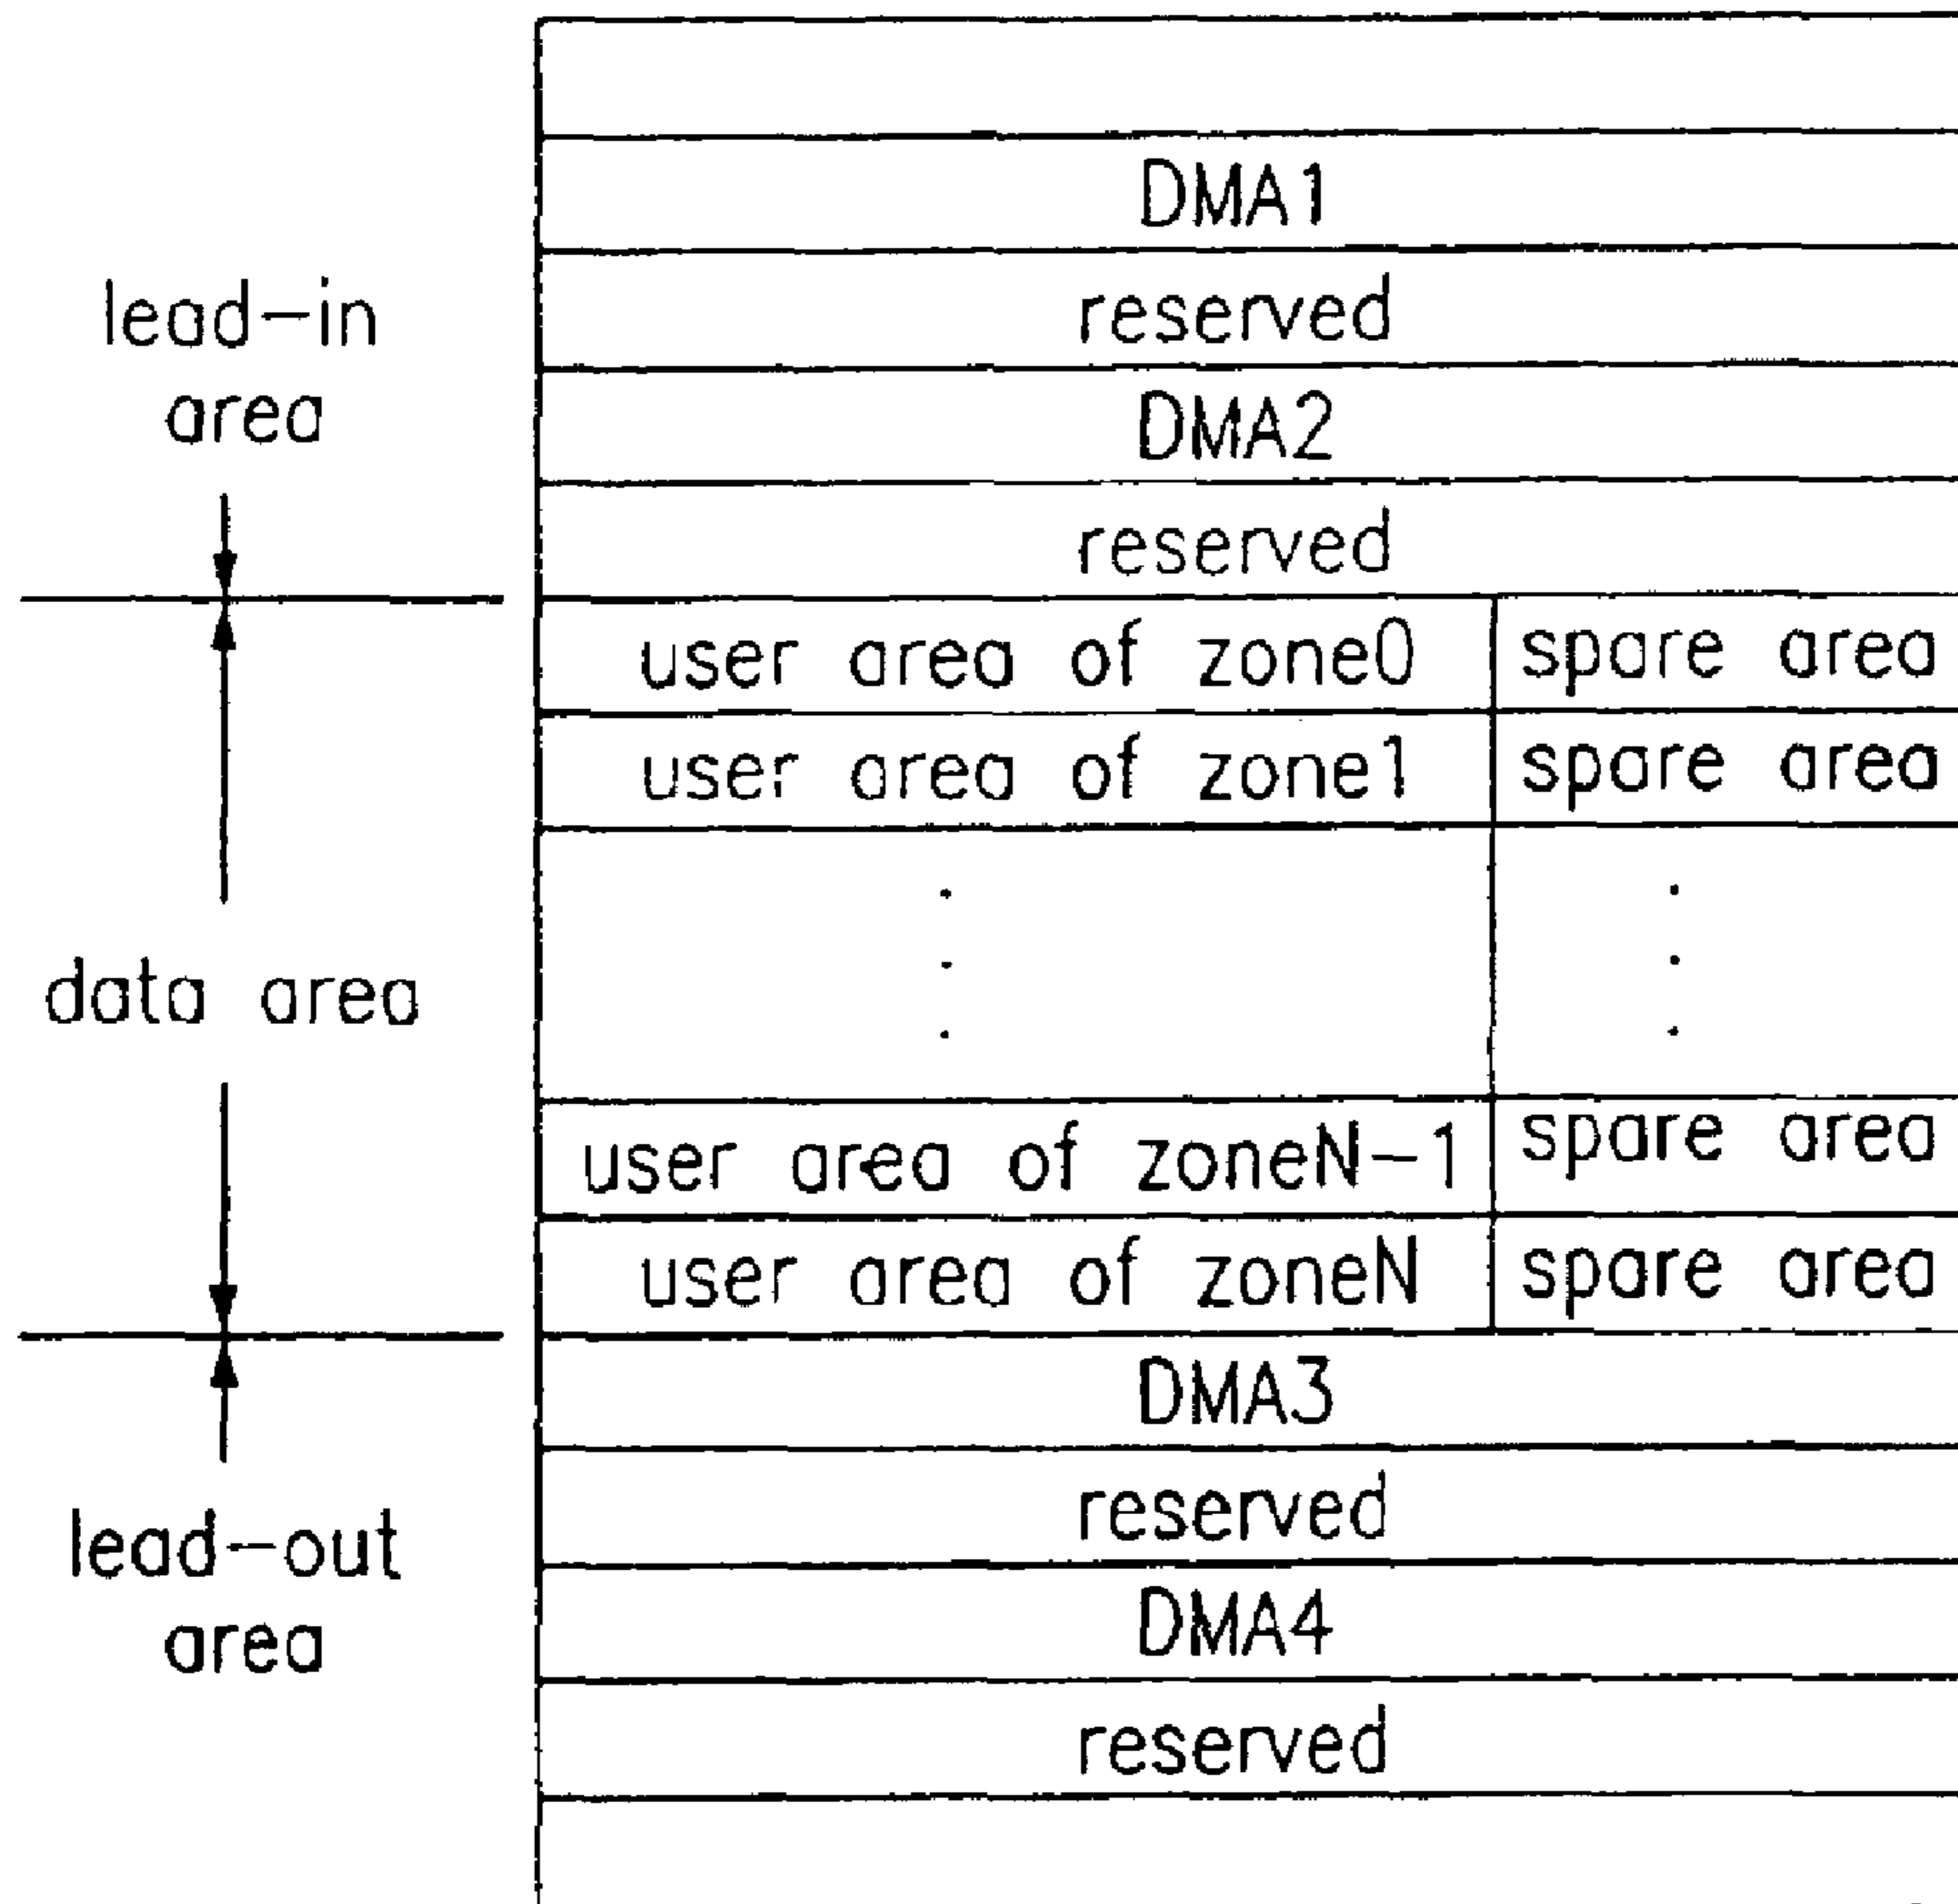 DMA1
lead-in
area
reserved
DMA2
reserved
user area of zone0 spare area
user area of zone1 spare area
data area
user area of zoneN-1 spare area
user area of zoneN spare area
DMA3
lead-out
area
reserved
DMA4
reserved